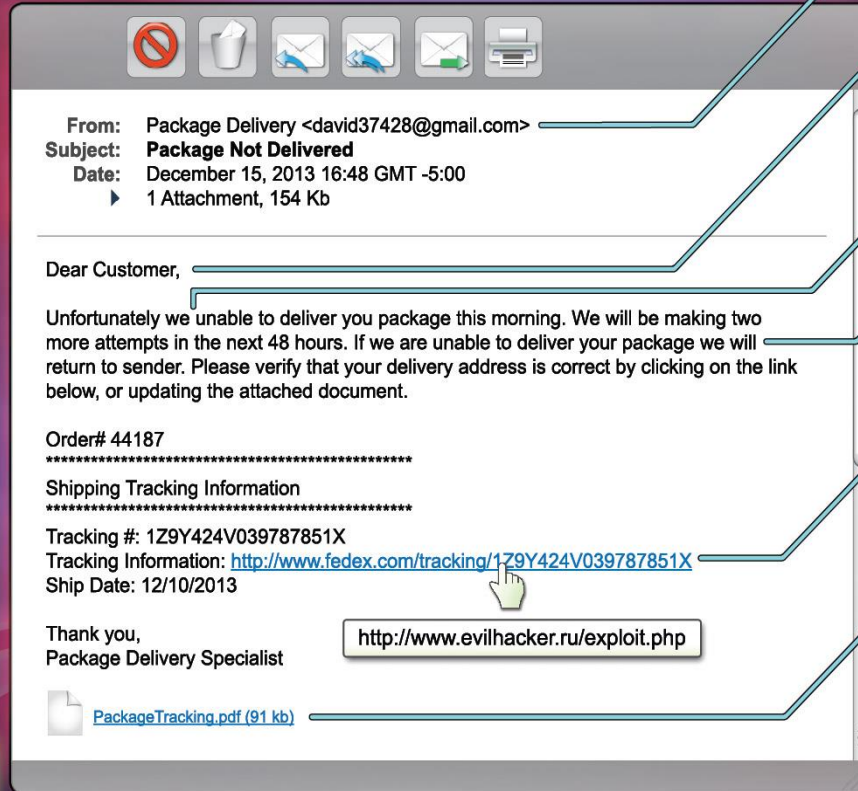 From: Package Delivery <david37428@gmail.com>
Subject: Package Not Delivered
Date: December 15, 2013 16:48 GMT -5:00
1 Attachment, 154 Kb
Dear Customer,
Unfortunately we unable to deliver you package this morning. We will be making two
more attempts in the next 48 hours. If we are unable to deliver your package we will
return to sender. Please verify that your delivery address is correct by clicking on the link
below, or updating the attached document.
Order# 44187
*************************************************
Shipping Tracking Information
*************************************************
Tracking #: 1Z9Y424V039787851X
Tracking Information: http://www.fedex.com/tracking/1Z9Y424V039787851X
Ship Date: 12/10/2013
http://www.evilhacker.ru/exploit.php
Thank you,
Package Delivery Specialist
PackageTracking.pdf (91 kb)